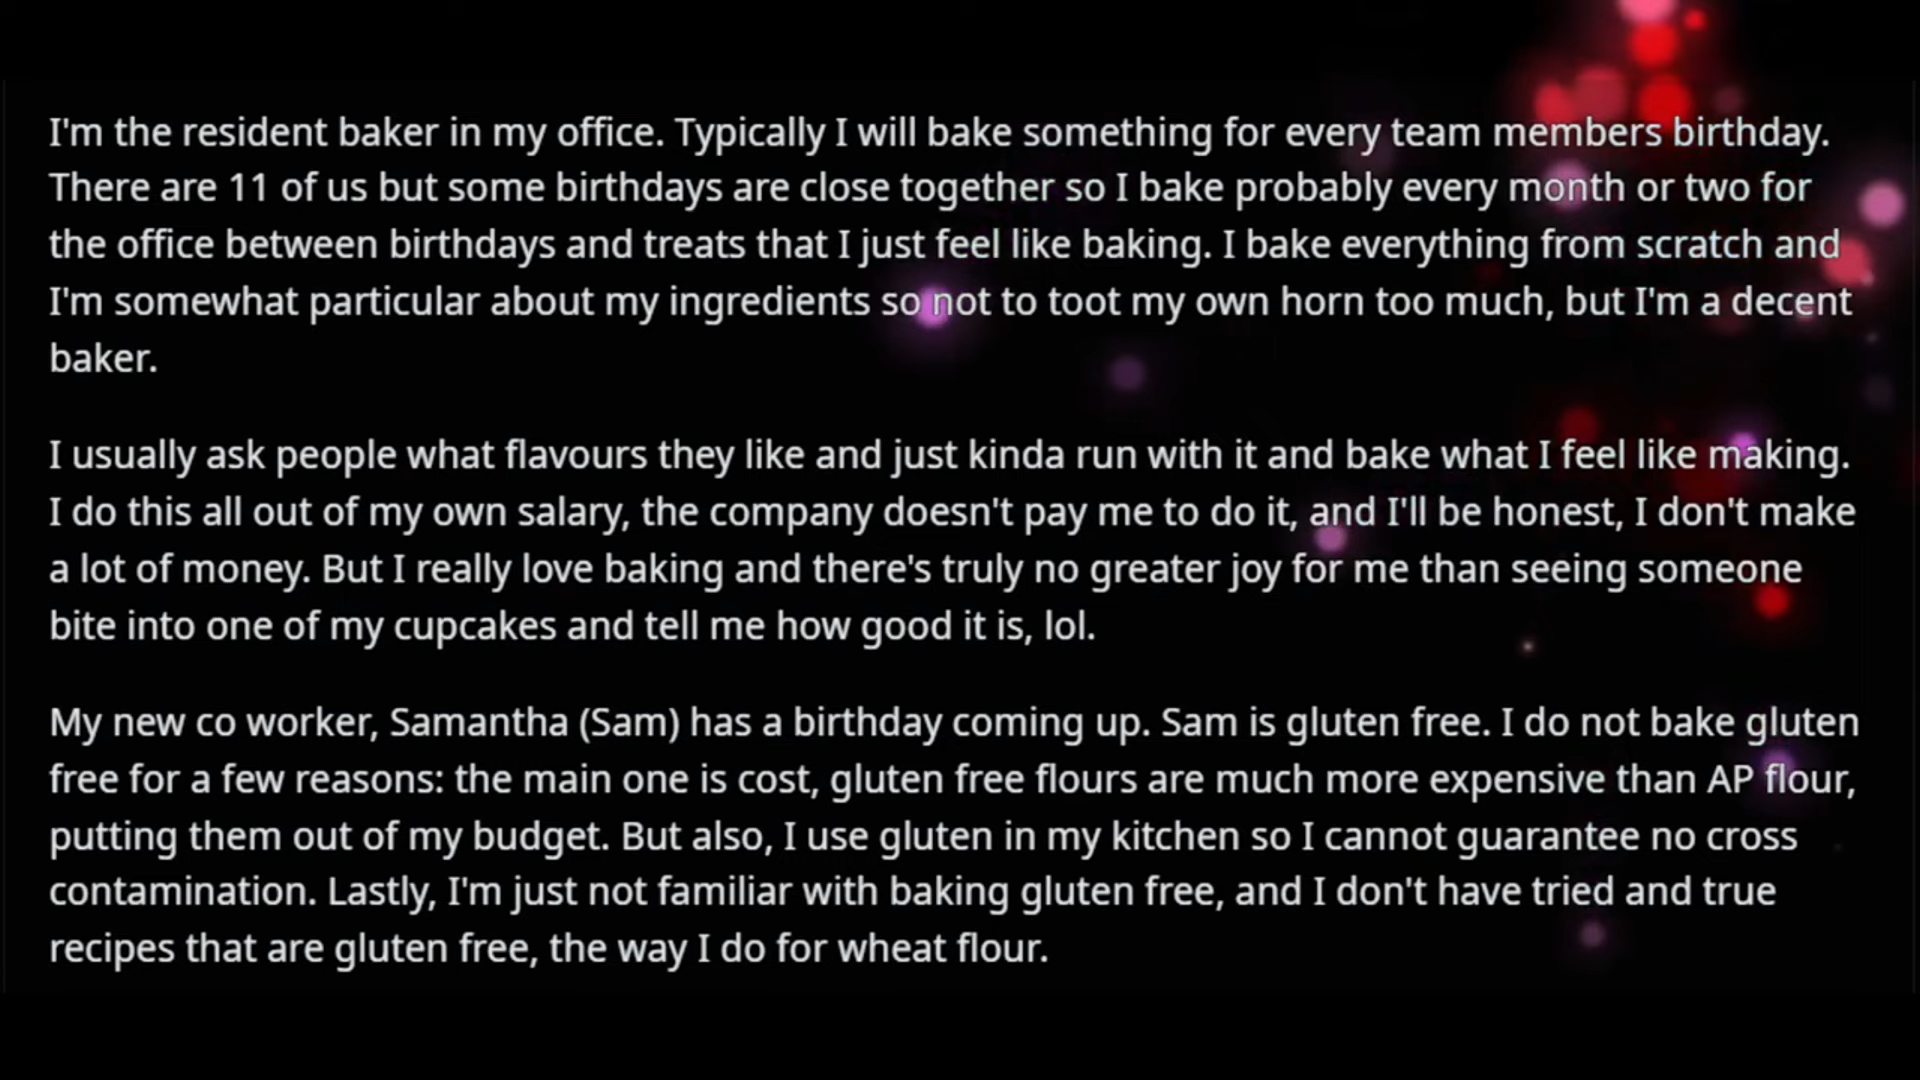 I'm the resident baker in my office. Typically I will bake something for every team members birthday.
There are 11 of us but some birthdays are close together so I bake probably every month or two for
the office between birthdays and treats that I just feel like baking. I bake everything from scratch and
I'm somewhat particular about my ingredients so not to toot my own horn too much, but I'm a decent
baker.
I usually ask people what flavours they like and just kinda run with it and bake what I feel like making.
I do this all out of my own salary, the company doesn't pay me to do it, and I'll be honest, I don't make
a lot of money. But I really love baking and there's truly no greater joy for me than seeing someone
bite into one of my cupcakes and tell me how good it is, lol.
My new co worker, Samantha (Sam) has a birthday coming up. Sam is gluten free. I do not bake gluten
free for a few reasons: the main one is cost, gluten free flours are much more expensive than AP flour,
putting them out of my budget. But also, I use gluten in my kitchen so I cannot guarantee no cross
contamination. Lastly, I'm just not familiar with baking gluten free, and I don't have tried and true
recipes that are gluten free, the way I do for wheat flour.